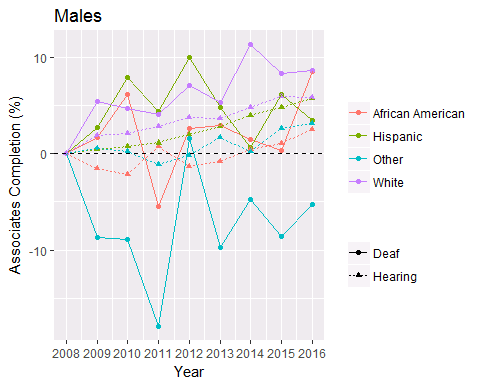 Males
Associates Completion (%)
10
0
-10
2008 2009 2010 2011 2012 2013 2014 2015 2016
Year
African American
Hispanic
Other
White
Deaf
Hearing